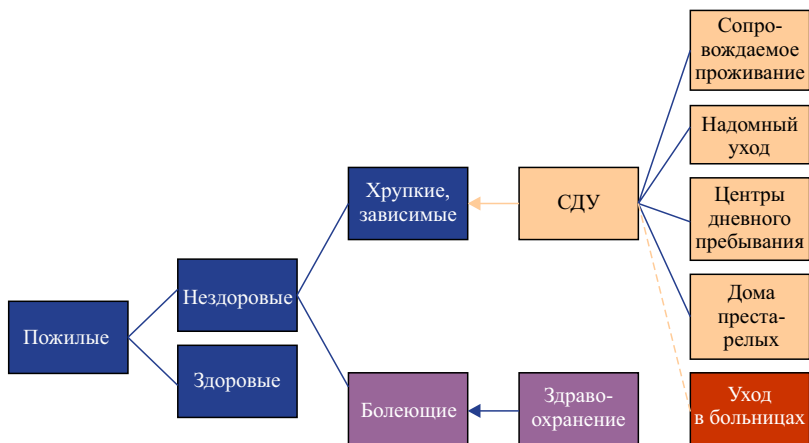 Сопро-
вождаемое
проживание
Надомный
уход
Хрупкие,
зависимые
СДУ
Центры
дневного
пребывания
Нездоровые
Дома
преста-
релых
Пожилые
Здоровые
Болеющие
Здраво-
охранение
Уход
в больницах